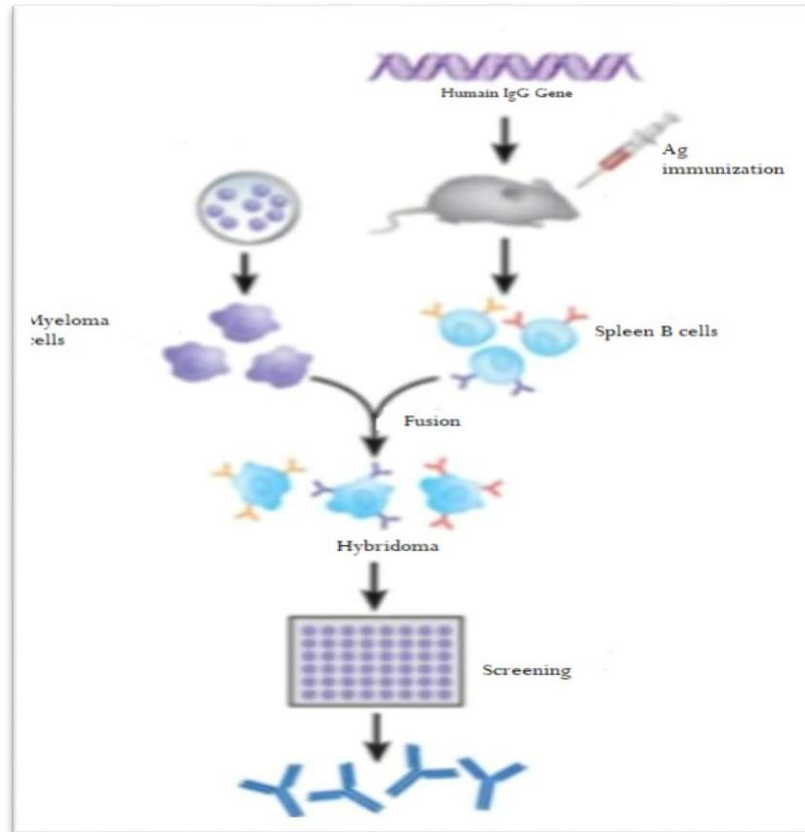 Humain IgG Gene
Ag
immunization
Myeloma
cells
Spleen B cells
Fusion
Hybridoma
Screening